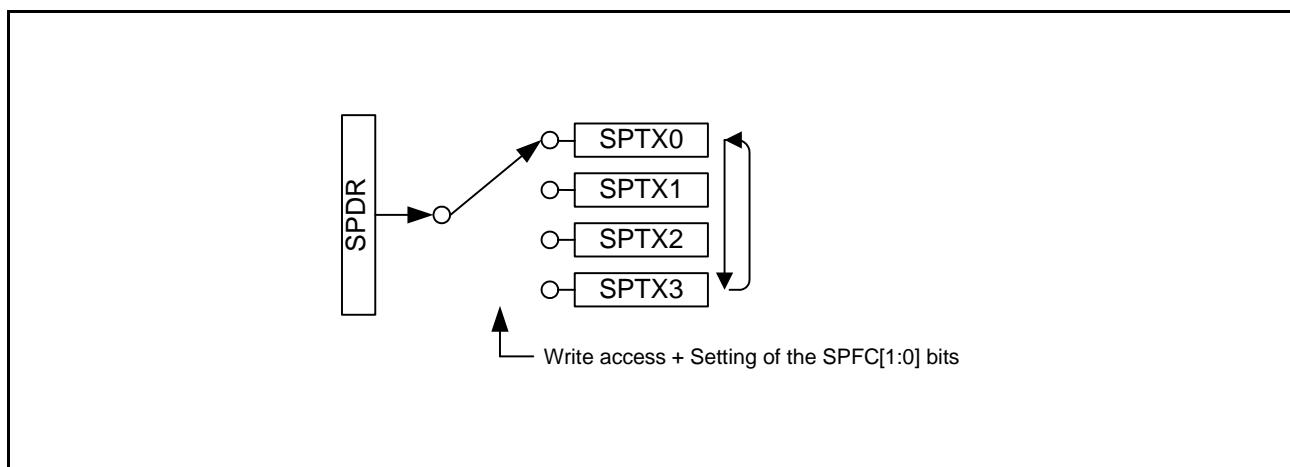 SPDR
SPTX0
SPTX1
SPTX2
SPTX3
Write access + Setting of the SPFC[1:0] bits